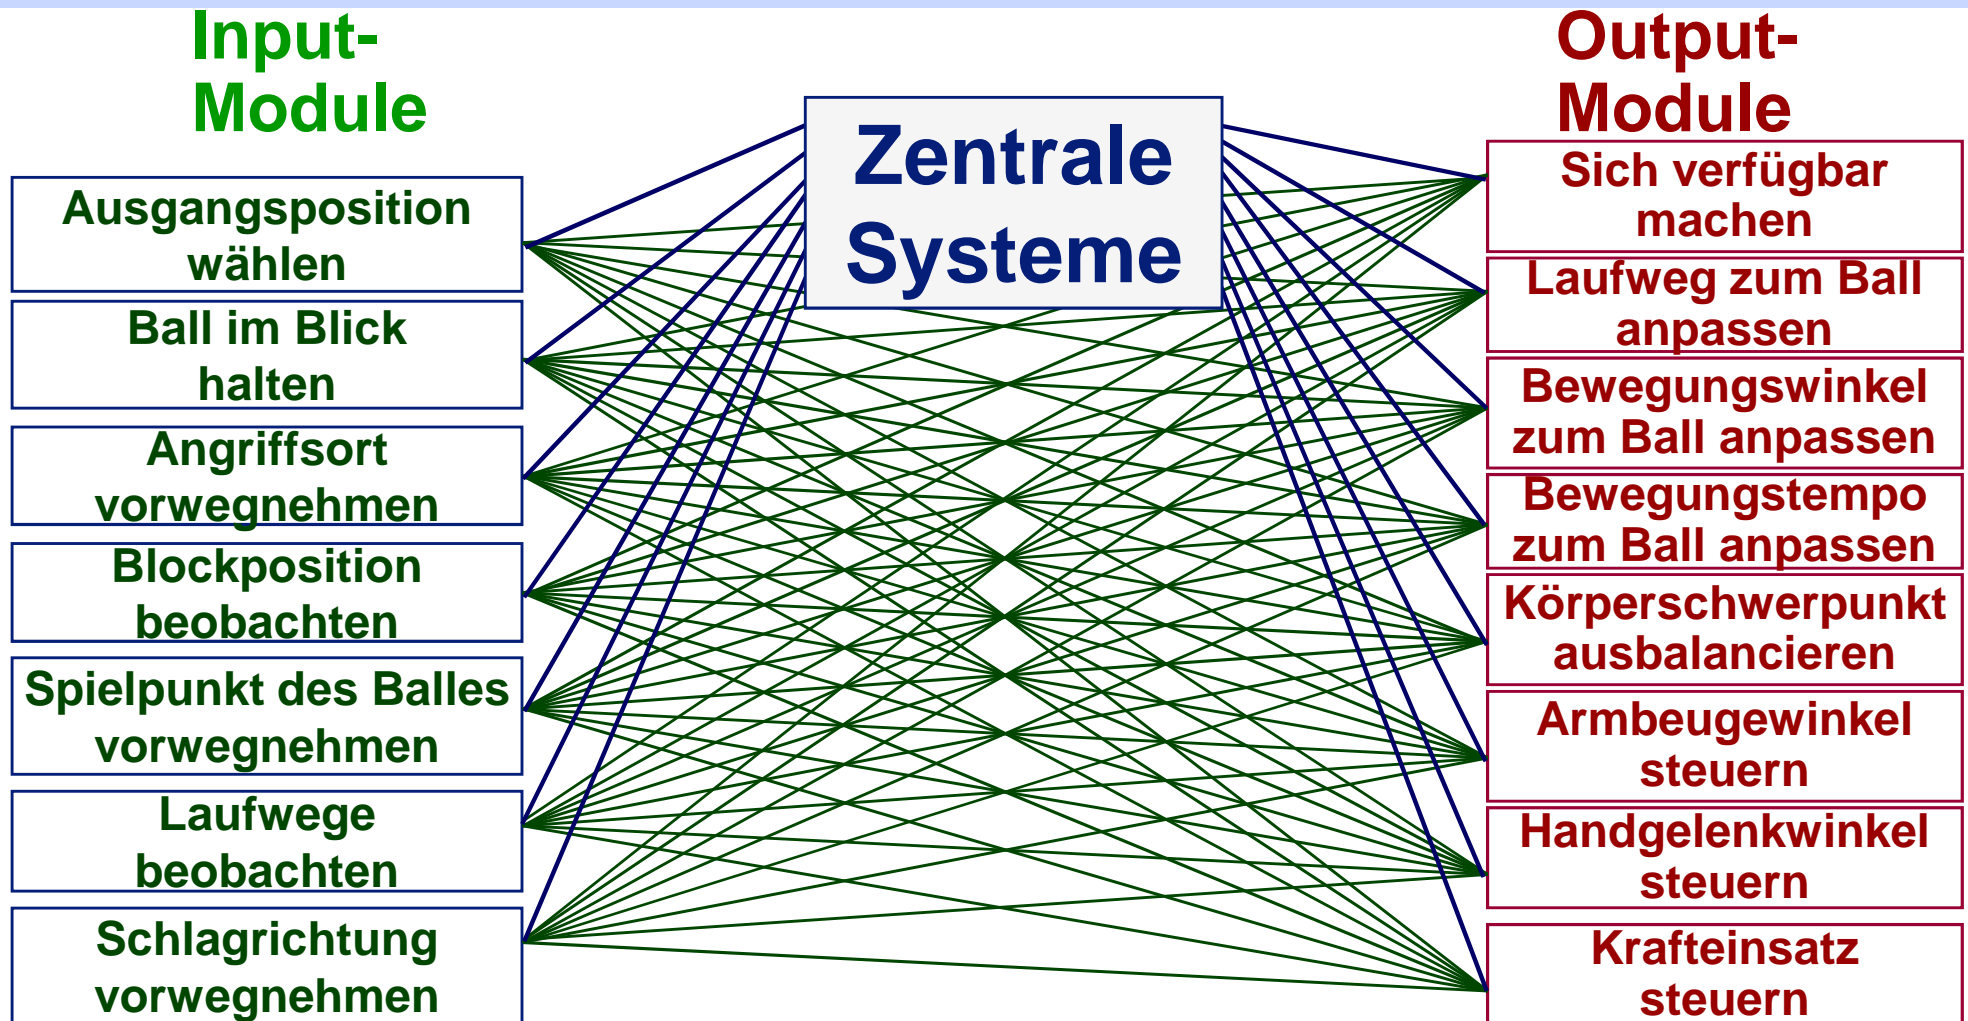 Input-
Module
Ausgangsposition
wählen
Ball im Blick
halten
Angriffsort
vorwegnehmen
Blockposition
beobachten
Spielpunkt des Balles
vorwegnehmen
Laufwege
beobachten
Schlagrichtung
vorwegnehmen
Zentrale
Systeme
Output-
Module
Sich verfügbar
machen
Laufweg zum Ball
anpassen
Bewegungswinkel
zum Ball anpassen
Bewegungstempo
zum Ball anpassen
Körperschwerpunkt
ausbalancieren
Armbeugewinkel
steuern
Handgelenkwinkel
steuern
Krafteinsatz
steuern